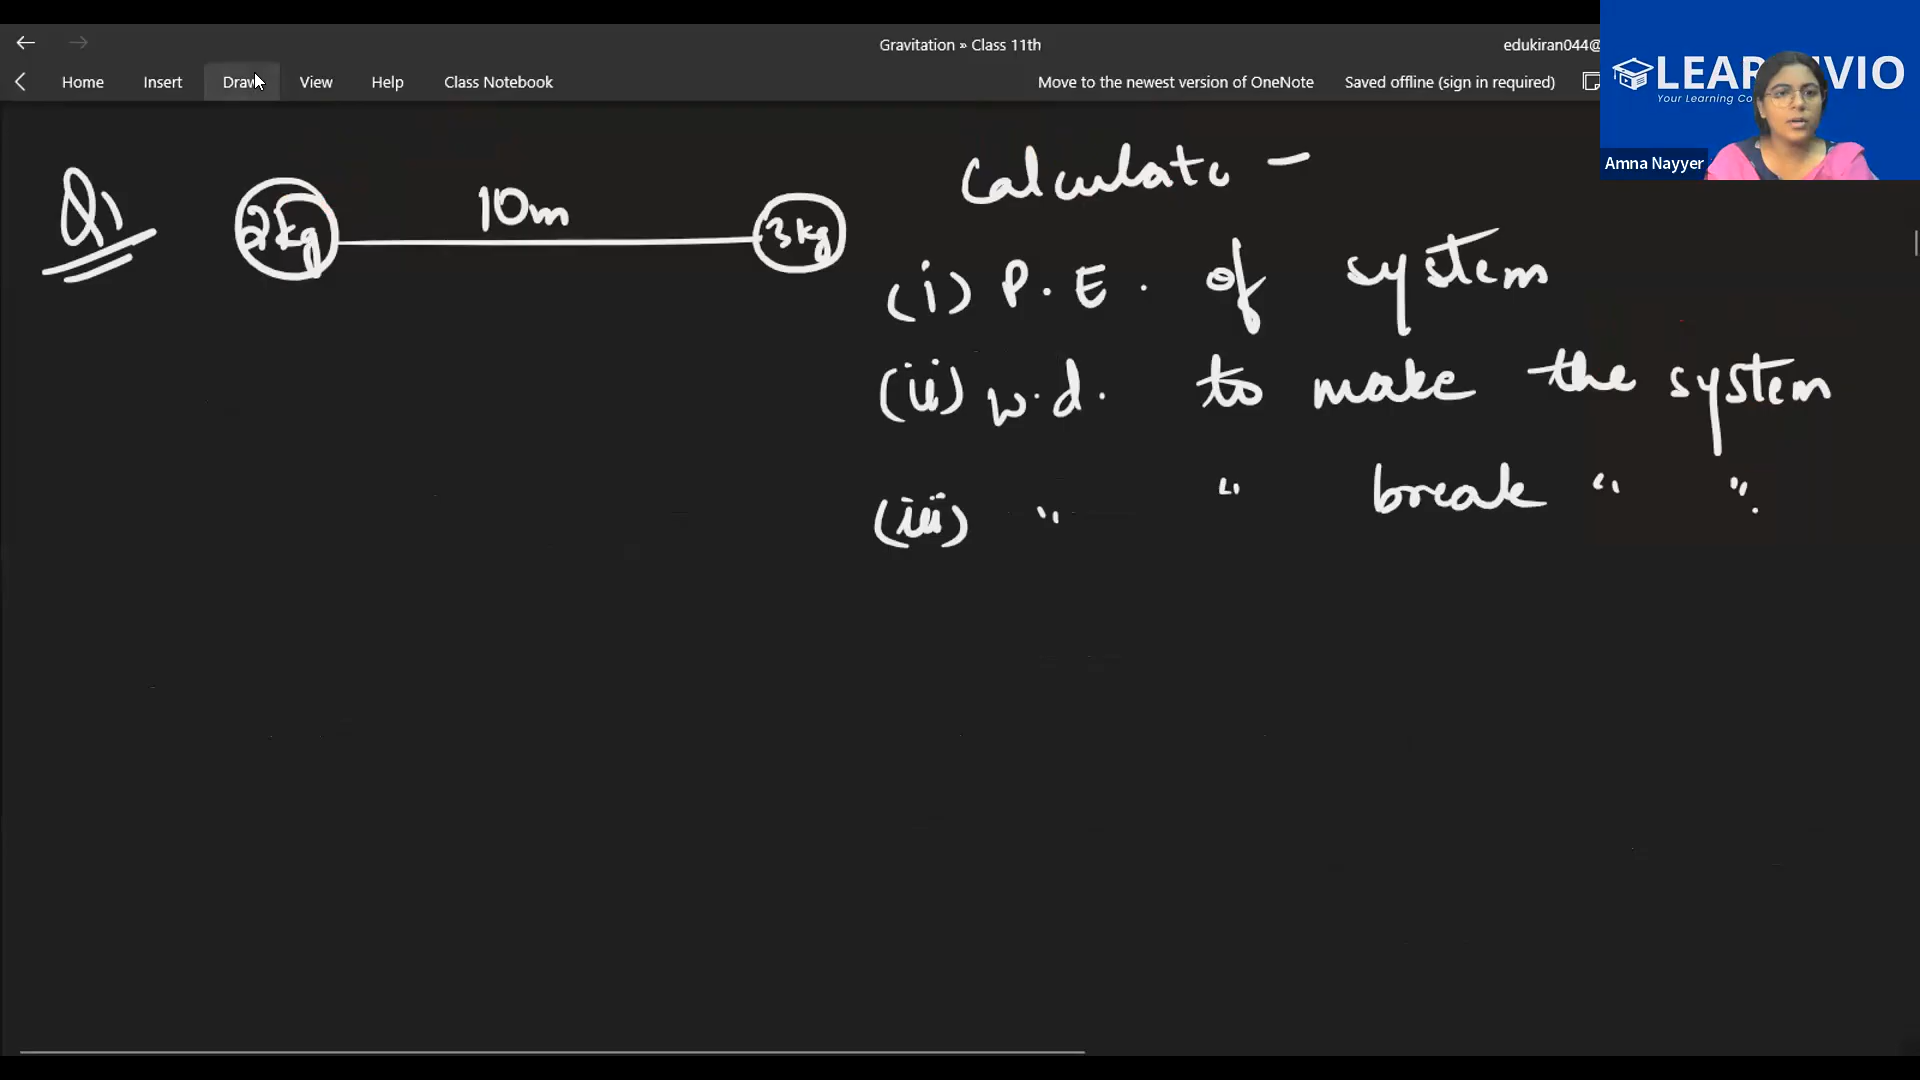 Gravitation » Class 11th
edukiran044@
Home Insert Draw View Help Class Notebook
Move to the newest version of OneNote Saved offline (sign in required)
Your Learning Co
Amna Nayyer
Q1
2kg 10m 3kg
Calculate -
(i) P.E. of system
(ii) w.d. to make the system
(iii) " " break " ".